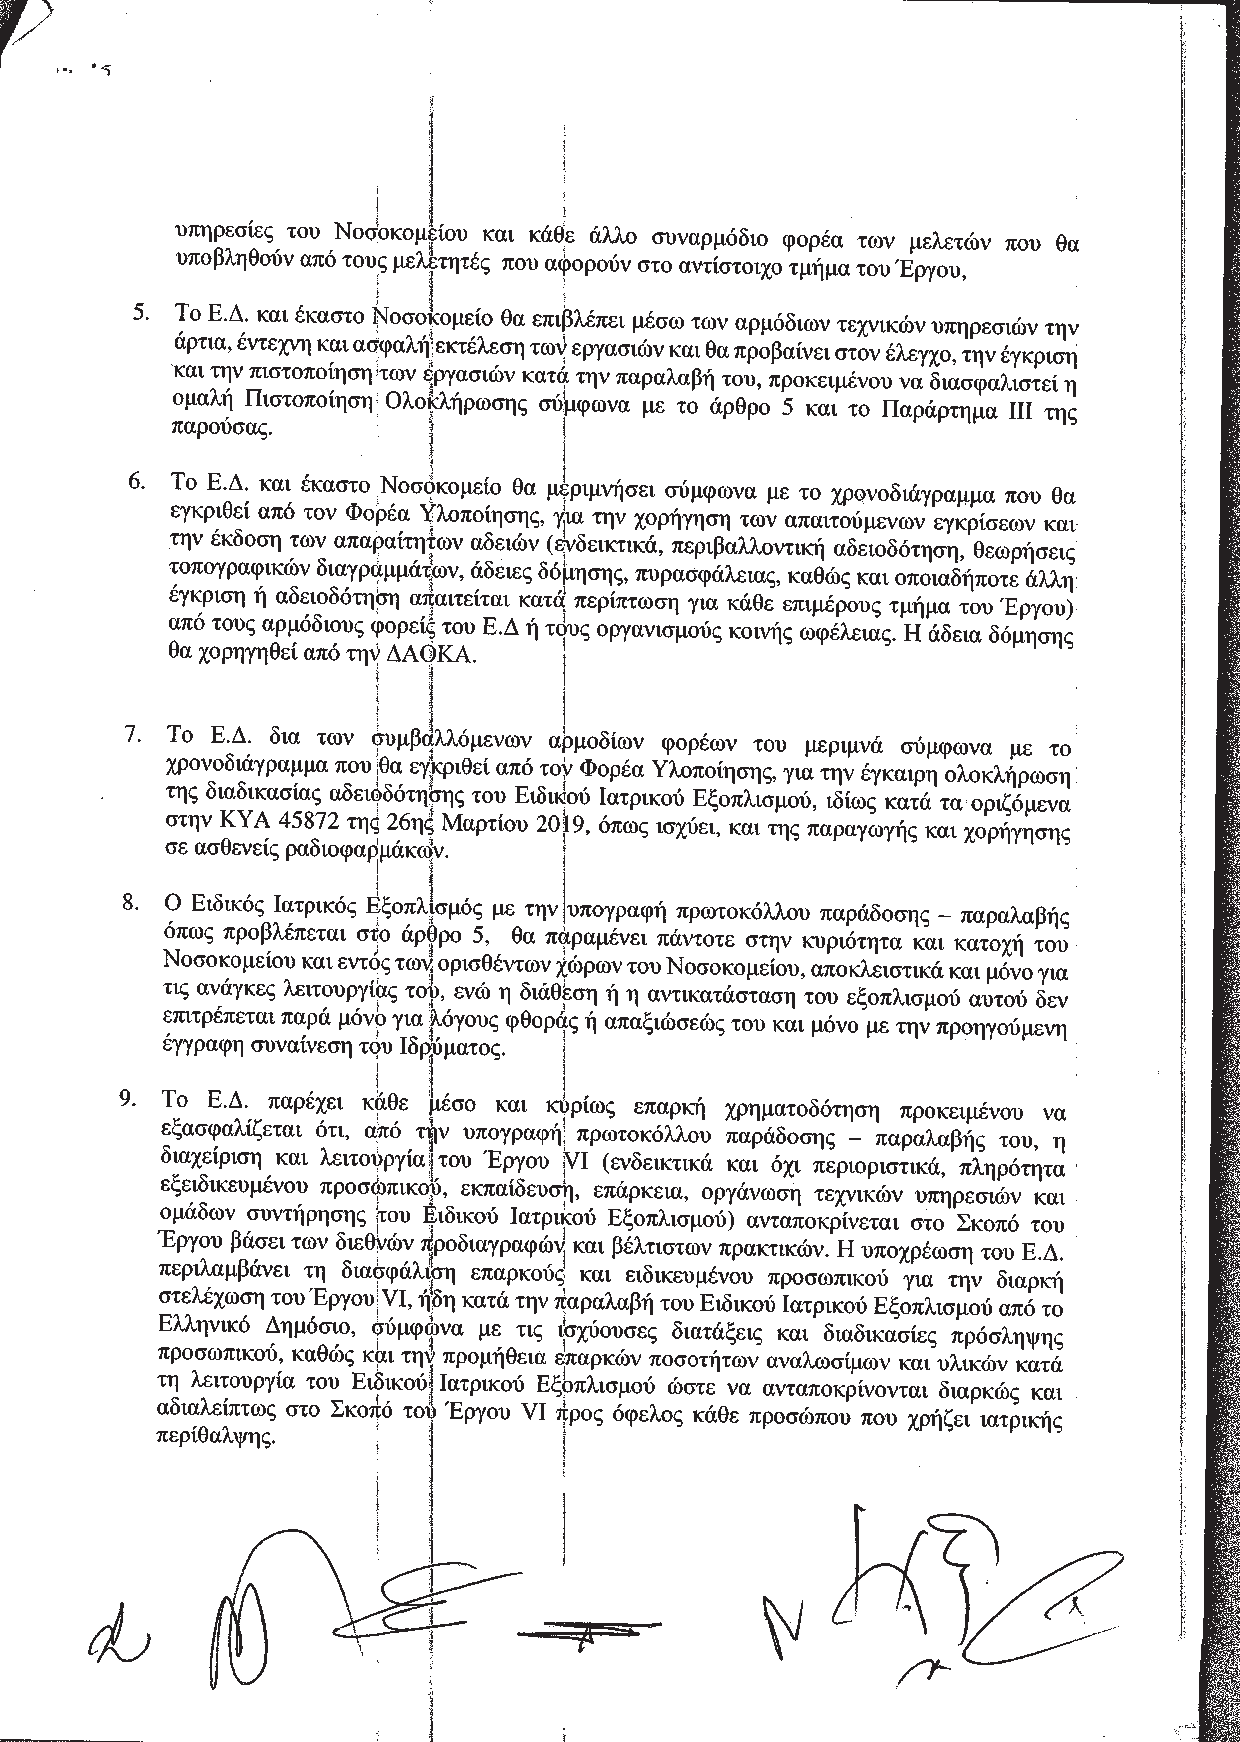 υπηρεσίες του Νοσοκομείου και κάθε άλλο συναρμόδιο φορέα των μελετών που θα
υποβληθούν από τους μελετητές που αφορούν στο αντίστοιχο τμήμα του Έργου,
5. Το Ε.Δ. και έκαστο Νοσοκομείο θα επιβλέπει μέσω των αρμόδιων τεχνικών υπηρεσιών την
άρτια, έντεχνη και ασφαλή εκτέλεση των εργασιών και θα προβαίνει στον έλεγχο, την έγκριση
και την πιστοποίηση των εργασιών κατά την παραλαβή του, προκειμένου να διασφαλιστεί η
ομαλή Πιστοποίηση Ολοκλήρωσης σύμφωνα με το άρθρο 5 και το Παράρτημα ΙΙΙ της
παρούσας.
6. Το Ε.Δ. και έκαστο Νοσοκομείο θα μεριμνήσει σύμφωνα με το χρονοδιάγραμμα που θα
εγκριθεί από τον Φορέα Υλοποίησης, για την χορήγηση των απαιτούμενων εγκρίσεων και
την έκδοση των απαραίτητων αδειών (ενδεικτικά, περιβαλλοντική αδειοδότηση, θεωρήσεις
τοπογραφικών διαγραμμάτων, άδειες δόμησης, πυρασφάλειας, καθώς και οποιαδήποτε άλλη
έγκριση ή αδειοδότηση απαιτείται κατά περίπτωση για κάθε επιμέρους τμήμα του Έργου)
από τους αρμόδιους φορείς του Ε.Δ ή τους οργανισμούς κοινής ωφέλειας. Η άδεια δόμησης
θα χορηγηθεί από την ΔΑΟΚΑ.
7. Το Ε.Δ. δια των συμβαλλόμενων αρμοδίων φορέων του μεριμνά σύμφωνα με το
χρονοδιάγραμμα που θα εγκριθεί από τον Φορέα Υλοποίησης, για την έγκαιρη ολοκλήρωση
της διαδικασίας αδειοδότησης του Ειδικού Ιατρικού Εξοπλισμού, ιδίως κατά τα οριζόμενα
στην ΚΥΑ 45872 της 26ης Μαρτίου 2019, όπως ισχύει, και της παραγωγής και χορήγησης
σε ασθενείς ραδιοφαρμάκων.
8. Ο Ειδικός Ιατρικός Εξοπλισμός με την υπογραφή πρωτοκόλλου παράδοσης – παραλαβής
όπως προβλέπεται στο άρθρο 5, θα παραμένει πάντοτε στην κυριότητα και κατοχή του
Νοσοκομείου και εντός των ορισθέντων χώρων του Νοσοκομείου, αποκλειστικά και μόνο για
τις ανάγκες λειτουργίας του, ενώ η διάθεση ή η αντικατάσταση του εξοπλισμού αυτού δεν
επιτρέπεται παρά μόνο για λόγους φθοράς ή απαξιώσεώς του και μόνο με την προηγούμενη
έγγραφη συναίνεση του Ιδρύματος.
9. Το Ε.Δ. παρέχει κάθε μέσο και κυρίως επαρκή χρηματοδότηση προκειμένου να
εξασφαλίζεται ότι, από την υπογραφή πρωτοκόλλου παράδοσης – παραλαβής του, η
διαχείριση και λειτουργία του Έργου VI (ενδεικτικά και όχι περιοριστικά, πληρότητα
εξειδικευμένου προσωπικού, εκπαίδευση, επάρκεια, οργάνωση τεχνικών υπηρεσιών και
ομάδων συντήρησης του Ειδικού Ιατρικού Εξοπλισμού) ανταποκρίνεται στο Σκοπό του
Έργου βάσει των διεθνών προδιαγραφών και βέλτιστων πρακτικών. Η υποχρέωση του Ε.Δ.
περιλαμβάνει τη διασφάλιση επαρκούς και ειδικευμένου προσωπικού για την διαρκή
στελέχωση του Έργου VI, ήδη κατά την παραλαβή του Ειδικού Ιατρικού Εξοπλισμού από το
Ελληνικό Δημόσιο, σύμφωνα με τις ισχύουσες διατάξεις και διαδικασίες πρόσληψης
προσωπικού, καθώς και την προμήθεια επαρκών ποσοτήτων αναλωσίμων και υλικών κατά
τη λειτουργία του Ειδικού Ιατρικού Εξοπλισμού ώστε να ανταποκρίνονται διαρκώς και
αδιαλείπτως στο Σκοπό του Έργου VI προς όφελος κάθε προσώπου που χρήζει ιατρικής
περίθαλψης.